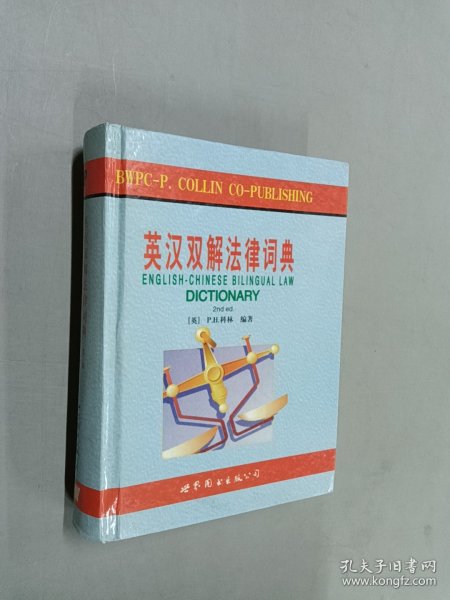 BWPC-P. COLLIN CO-PUBLISHING
英汉双解法律词典
ENGLISH-CHINESE BILINGUAL LAW
DICTIONARY
2nd ed.
[英] P.H.科林 编著
世界图书出版公司
孔夫子旧书网
www.kongfz.com